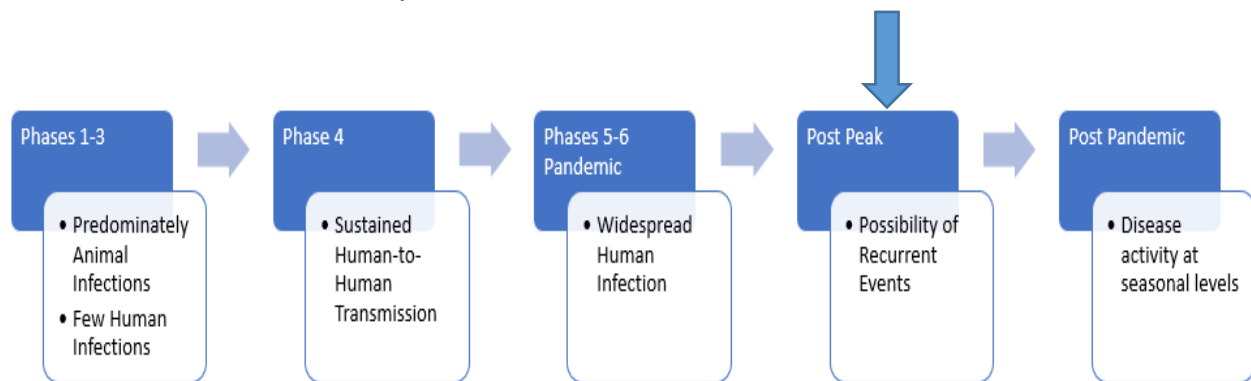 Phases 1-3
• Predominately
Animal
Infections
• Few Human
Infections
Phase 4
• Sustained
Human-to-
Human
Transmission
Phases 5-6
Pandemic
• Widespread
Human
Infection
Post Peak
• Possibility of
Recurrent
Events
Post Pandemic
• Disease
activity at
seasonal levels